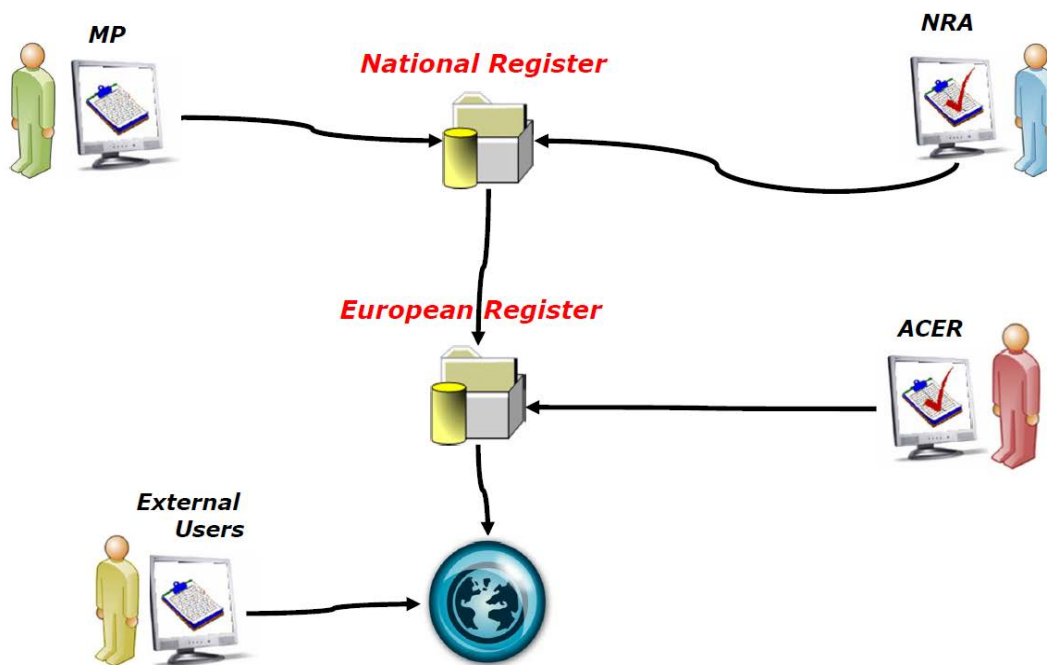 MP
NRA
National Register
European Register
ACER
External
Users